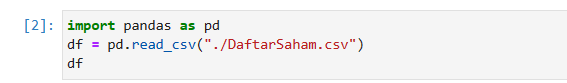 [2]: import pandas as pd
df = pd.read_csv("./DaftarSaham.csv")
df